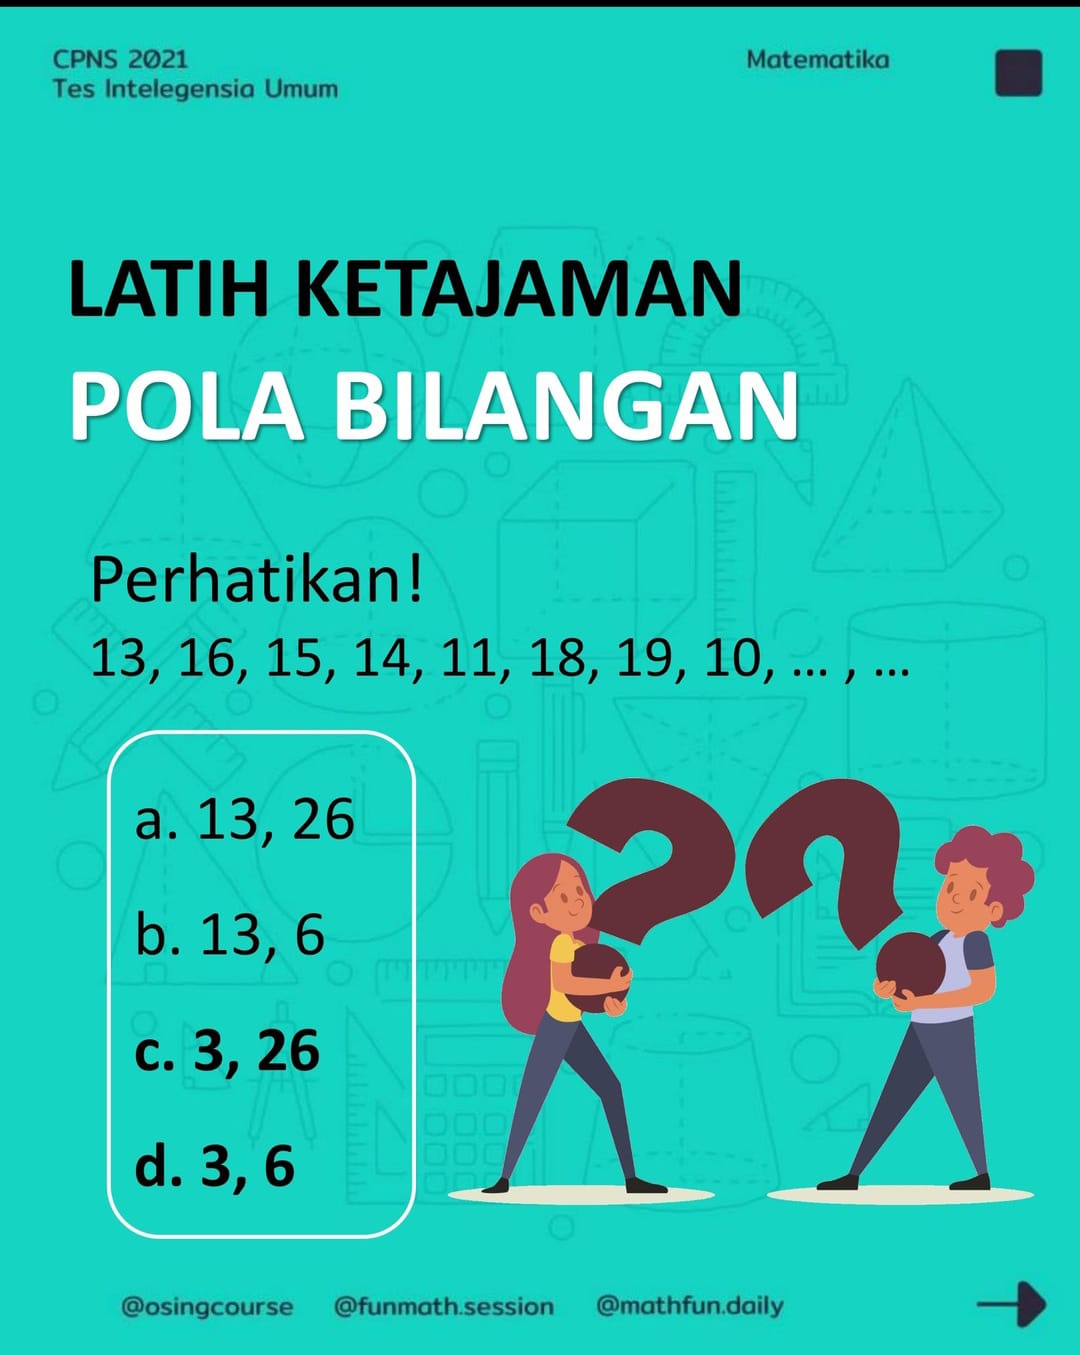 CPNS 2021
Tes Intelegensia Umum
Matematika
LATIH KETAJAMAN
POLA BILANGAN
Perhatikan!
13, 16, 15, 14, 11, 18, 19, 10, ... , ...
a. 13, 26
b. 13, 6
c. 3, 26
d. 3, 6
@osingcourse @funmath.session @mathfun.daily